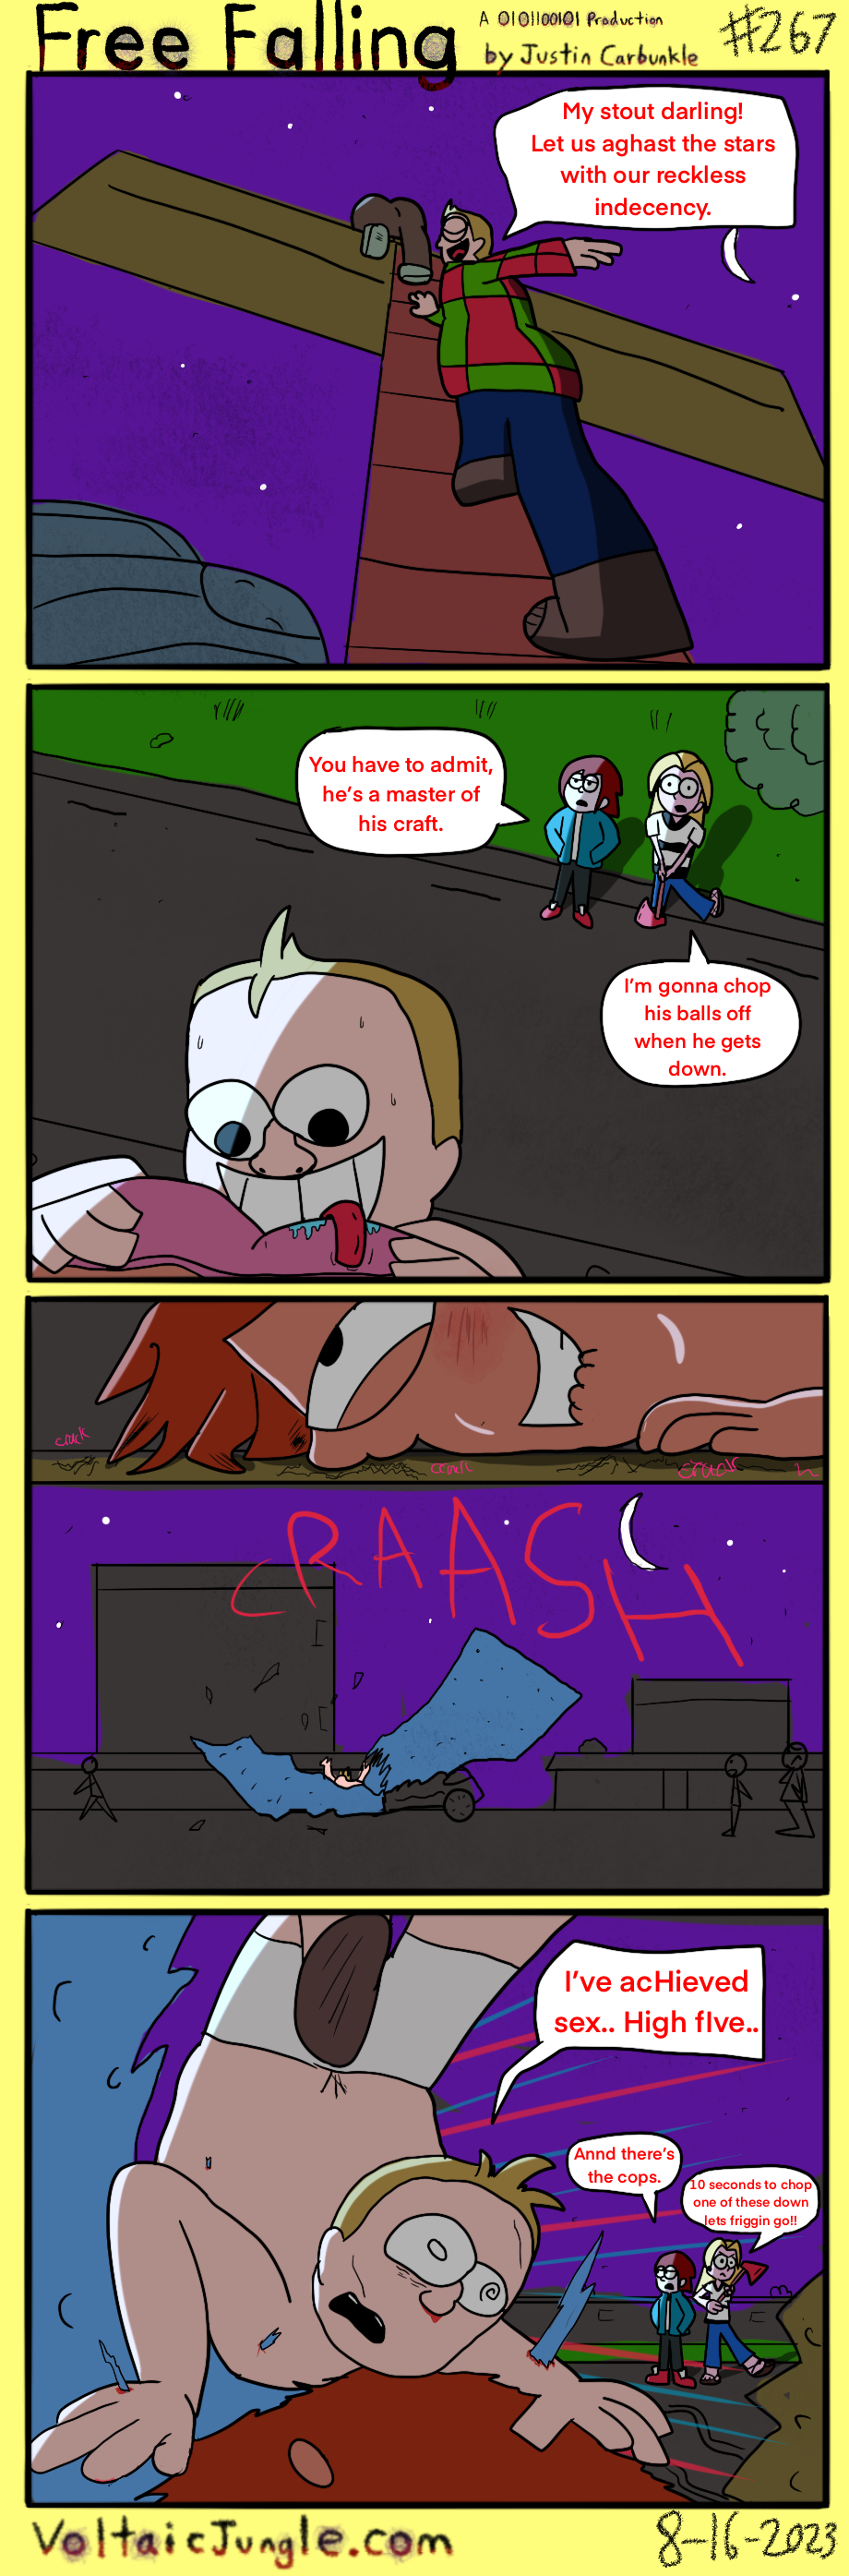 Free Falling
A 0101100101 Production
by Justin Carbunkle
#267
My stout darling!
Let us aghast the stars
with our reckless
indecency.
You have to admit,
he's a master of
his craft.
I'm gonna chop
his balls off
when he gets
down.
crack
crack
craack
CRAASH
I've acHieved
sex.. High fIve..
Annd there's
the cops.
10 seconds to chop
one of these down
lets friggin go!!
VoltaicJungle.com
8-16-2023